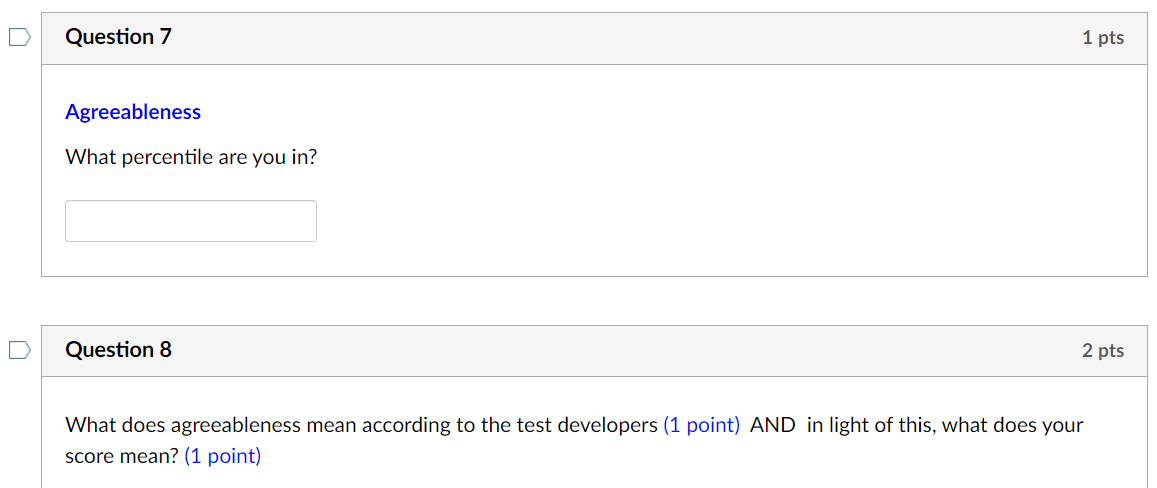 Question 7
1 pts
Agreeableness
What percentile are you in?
Question 8
2 pts
What does agreeableness mean according to the test developers (1 point) AND in light of this, what does your
score mean? (1 point)